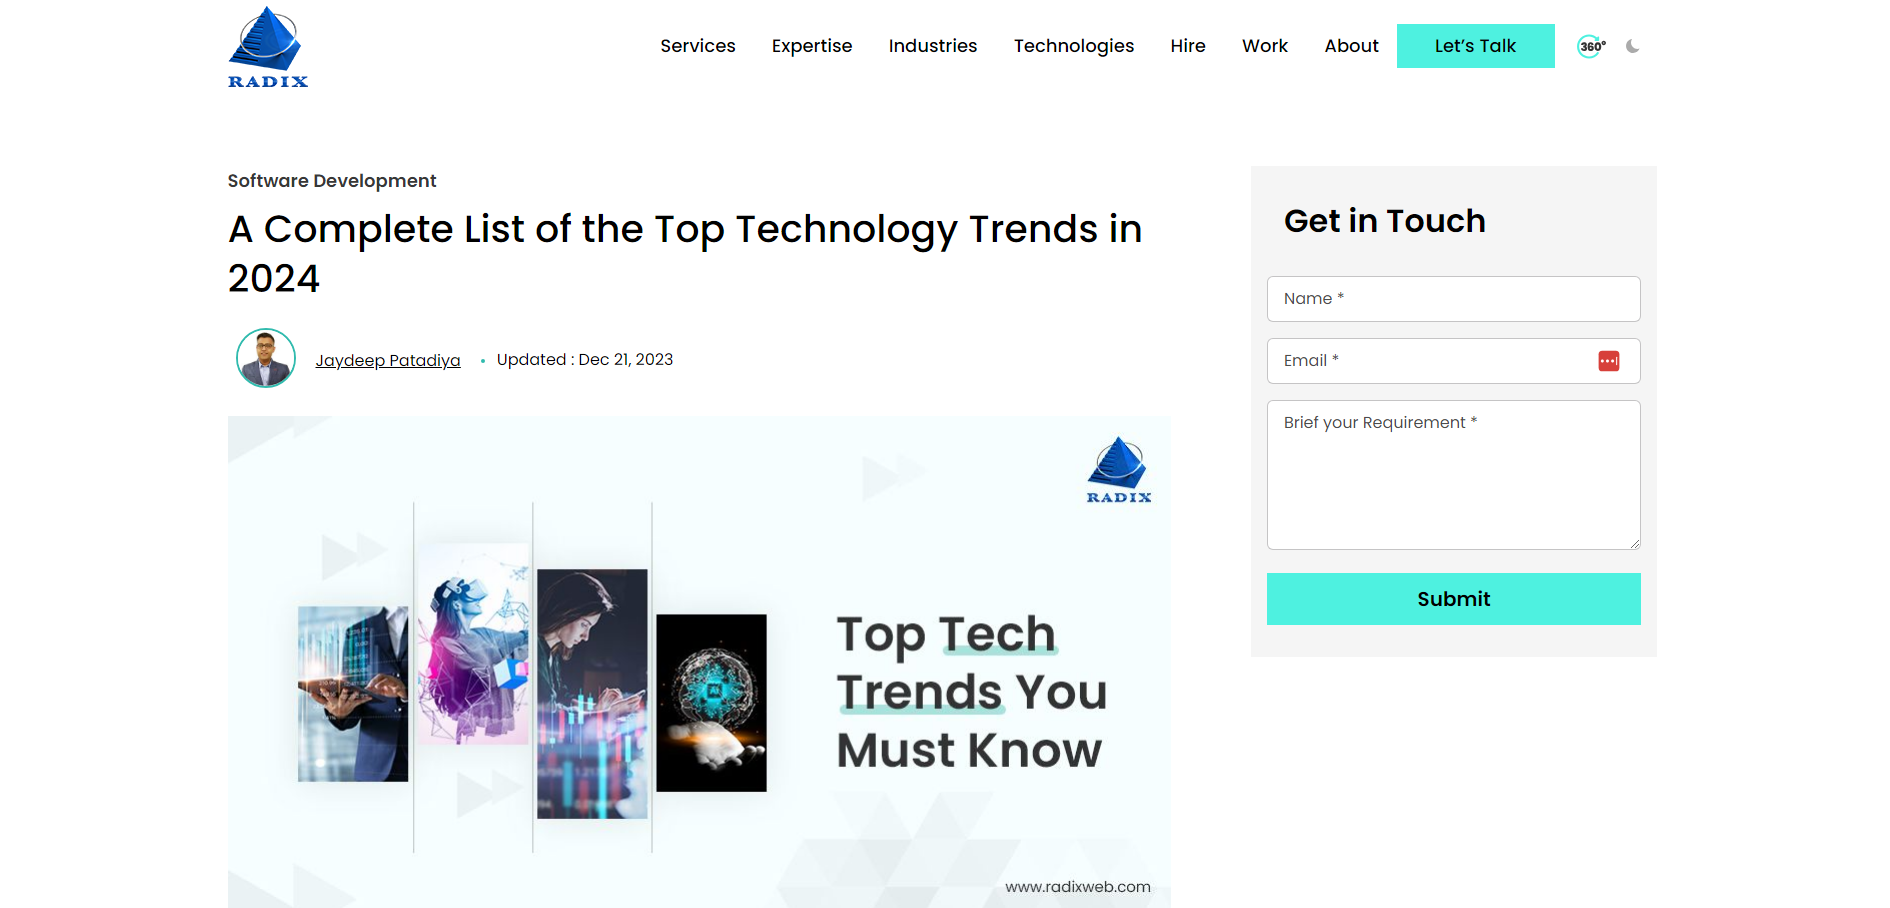 RADIX
Services Expertise Industries Technologies Hire Work About Let's Talk 360°
Software Development
A Complete List of the Top Technology Trends in
2024
Jaydeep Patadiya • Updated : Dec 21, 2023
RADIX
Top Tech
Trends You
Must Know
www.radixweb.com
Get in Touch
Name *
Email *
Brief your Requirement *
Submit